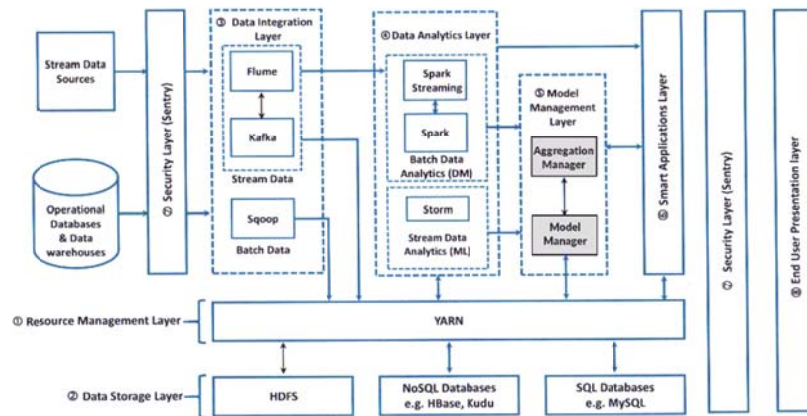 Stream Data
Sources
Operational
Databases
& Data
warehouses
⑦ Security Layer (Sentry)
③ Data Integration
Layer
Flume
Kafka
Stream Data
Sqoop
Batch Data
④ Data Analytics Layer
Spark
Streaming
Spark
Batch Data
Analytics (DM)
Storm
Stream Data
Analytics (ML)
⑤ Model
Management
Layer
Aggregation
Manager
Model
Manager
⑥ Smart Applications Layer
⑦ Security Layer (Sentry)
⑧ End User Presentation layer
① Resource Management Layer
YARN
② Data Storage Layer
HDFS
NoSQL Databases
e.g. HBase, Kudu
SQL Databases
e.g. MySQL